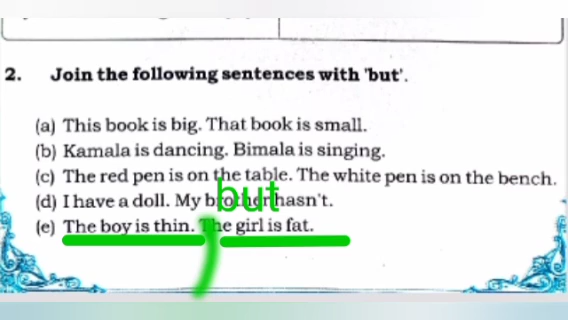 2. Join the following sentences with 'but'.
(a) This book is big. That book is small.
(b) Kamala is dancing. Bimala is singing.
(c) The red pen is on the table. The white pen is on the bench.
but
(d) I have a doll. My brother hasn't.
(e) The boy is thin. The girl is fat.